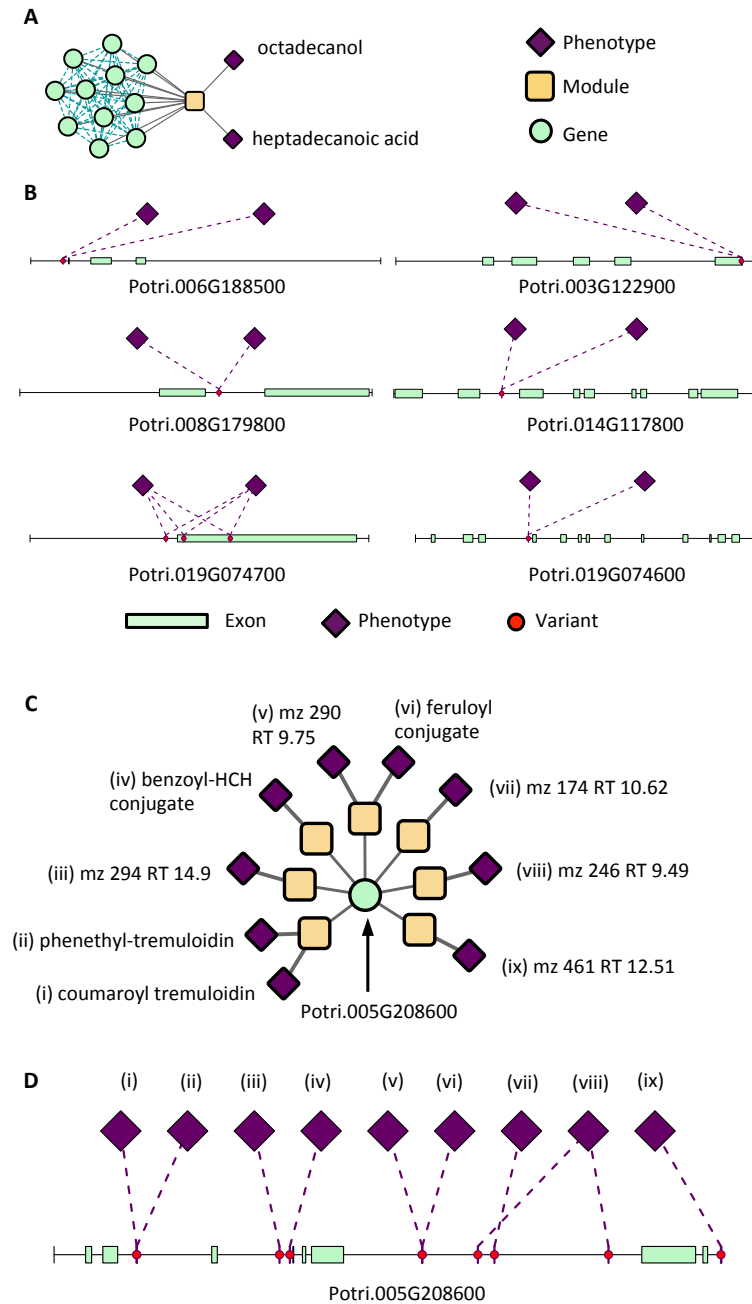 A
octadecanol
heptadecanoic acid
Phenotype
Module
Gene
B
Potri.006G188500
Potri.003G122900
Potri.008G179800
Potri.014G117800
Potri.019G074700
Potri.019G074600
Exon
Phenotype
Variant
C
(v) mz 290
RT 9.75
(vi) feruloyl
conjugate
(iv) benzoyl-HCH
conjugate
(vii) mz 174 RT 10.62
(iii) mz 294 RT 14.9
(viii) mz 246 RT 9.49
(ii) phenethyl-tremuloidin
(ix) mz 461 RT 12.51
(i) coumaroyl tremuloidin
Potri.005G208600
D
(i) (ii) (iii) (iv) (v) (vi) (vii) (viii) (ix)
Potri.005G208600